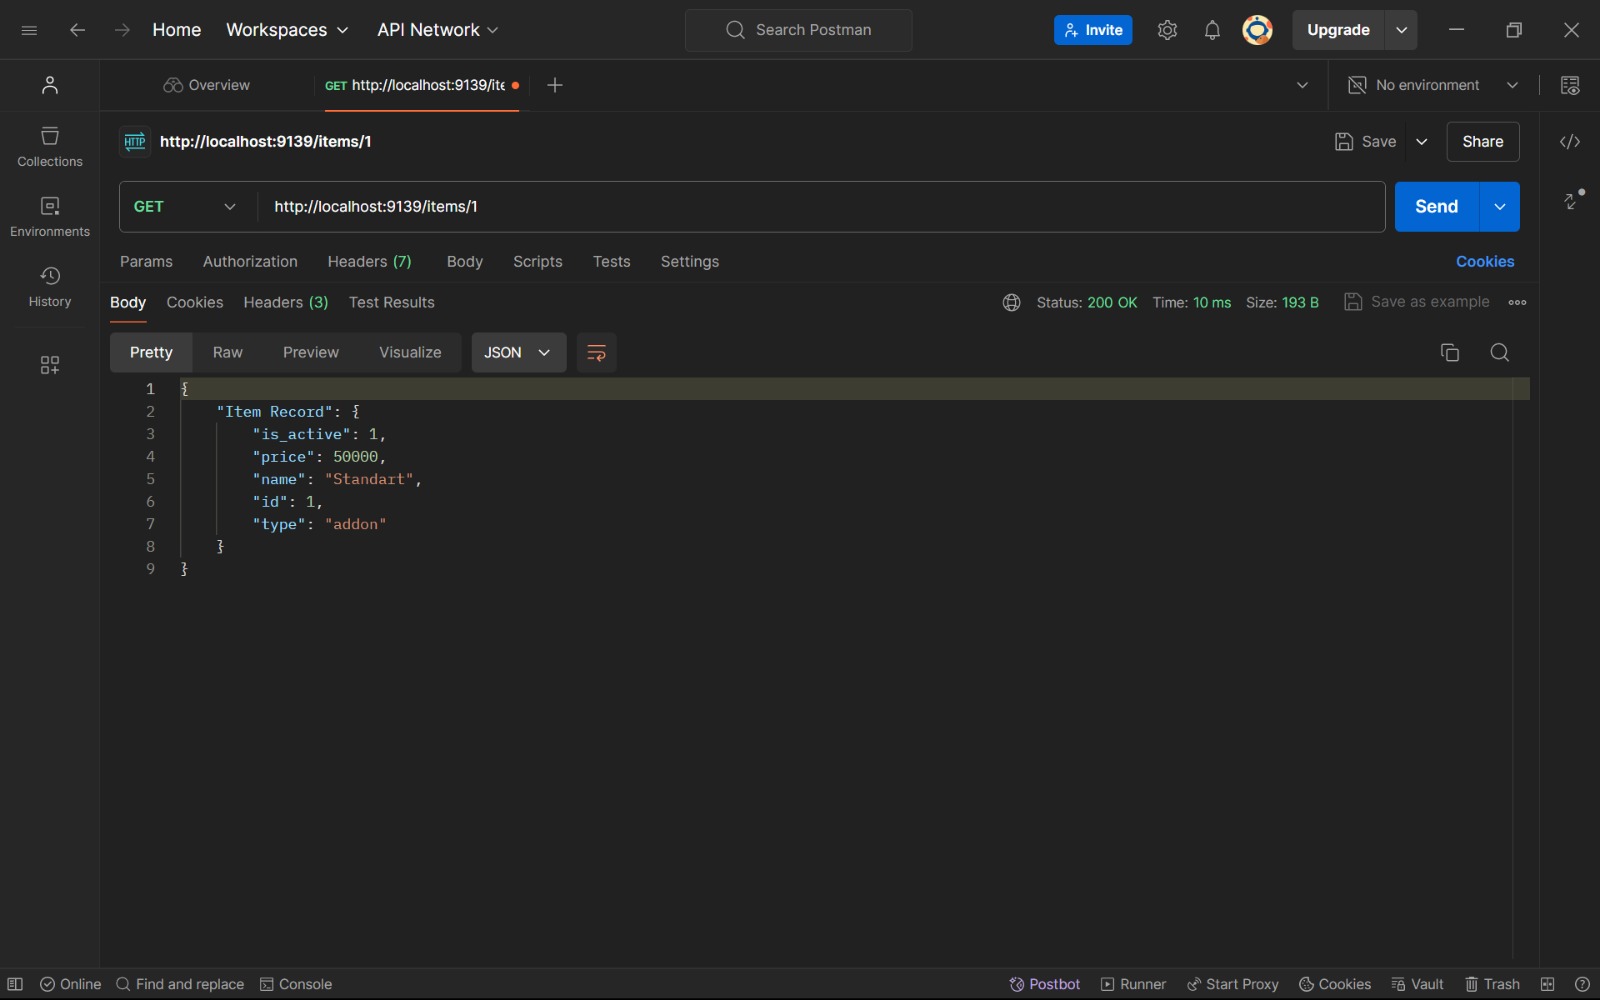 Home Workspaces API Network Search Postman Invite Upgrade
Overview GET http://localhost:9139/ite No environment
HTTP http://localhost:9139/items/1 Save Share
Collections
GET http://localhost:9139/items/1 Send
Environments
Params Authorization Headers (7) Body Scripts Tests Settings Cookies
History
Body Cookies Headers (3) Test Results Status: 200 OK Time: 10 ms Size: 193 B Save as example
Pretty Raw Preview Visualize JSON
1 {
2 "Item Record": {
3 "is_active": 1,
4 "price": 50000,
5 "name": "Standart",
6 "id": 1,
7 "type": "addon"
8 }
9 }
Online Find and replace Console Postbot Runner Start Proxy Cookies Vault Trash